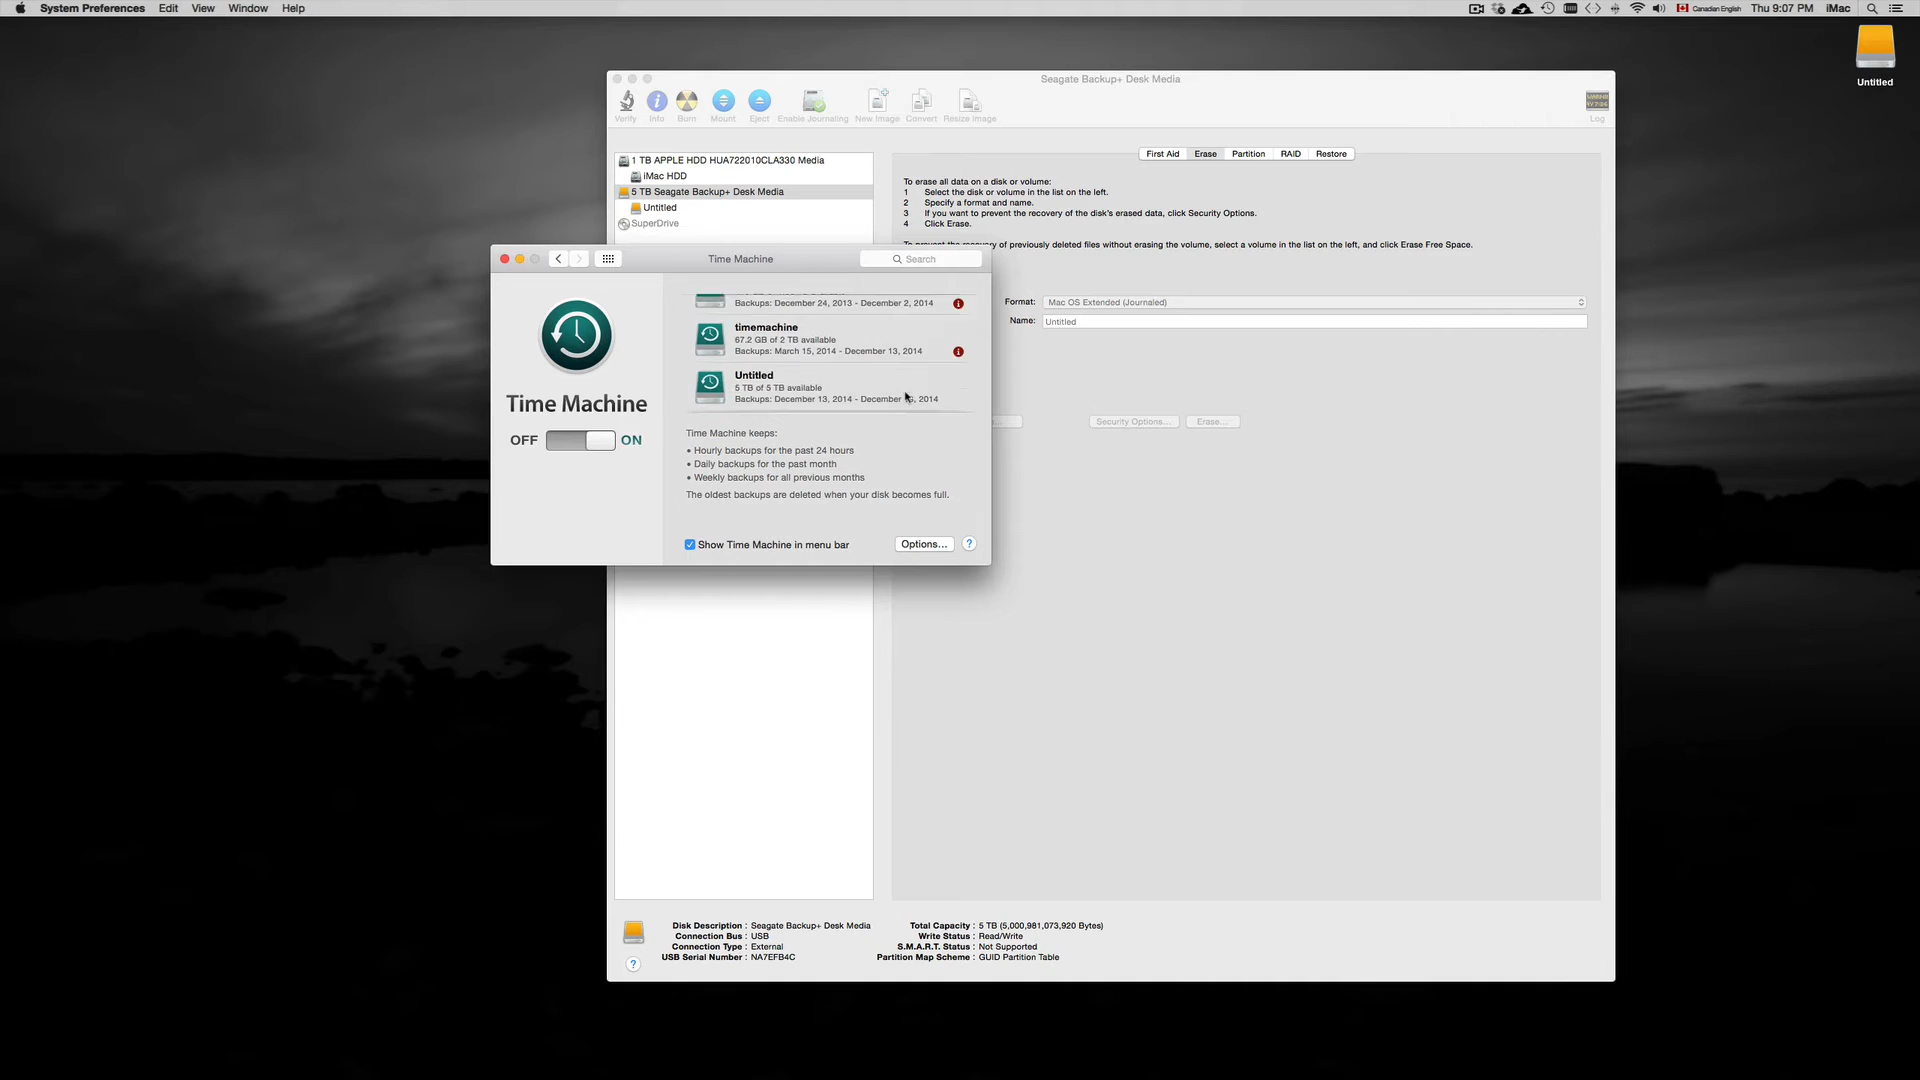 System Preferences Edit View Window Help
Canadian English Thu 9:07 PM iMac
Untitled
Seagate Backup+ Desk Media
Verify Info Burn Mount Eject Enable Journaling New Image Convert Resize Image Log
1 TB APPLE HDD HUA722010CLA330 Media
iMac HDD
5 TB Seagate Backup+ Desk Media
Untitled
SuperDrive
First Aid Erase Partition RAID Restore
To erase all data on a disk or volume:
1 Select the disk or volume in the list on the left.
2 Specify a format and name.
3 If you want to prevent the recovery of the disk's erased data, click Security Options.
4 Click Erase.
To prevent the recovery of previously deleted files without erasing the volume, select a volume in the list on the left, and click Erase Free Space.
Format: Mac OS Extended (Journaled)
Name: Untitled
Security Options... Erase...
Time Machine
Search
Time Machine
OFF ON
Backups: December 24, 2013 - December 2, 2014
timemachine
67.2 GB of 2 TB available
Backups: March 15, 2014 - December 13, 2014
Untitled
5 TB of 5 TB available
Backups: December 13, 2014 - December 2014
Time Machine keeps:
• Hourly backups for the past 24 hours
• Daily backups for the past month
• Weekly backups for all previous months
The oldest backups are deleted when your disk becomes full.
Show Time Machine in menu bar
Options... ?
Disk Description : Seagate Backup+ Desk Media
Connection Bus : USB
Connection Type : External
USB Serial Number : NA7EFB4C
Total Capacity : 5 TB (5,000,981,073,920 Bytes)
Write Status : Read/Write
S.M.A.R.T. Status : Not Supported
Partition Map Scheme : GUID Partition Table
?